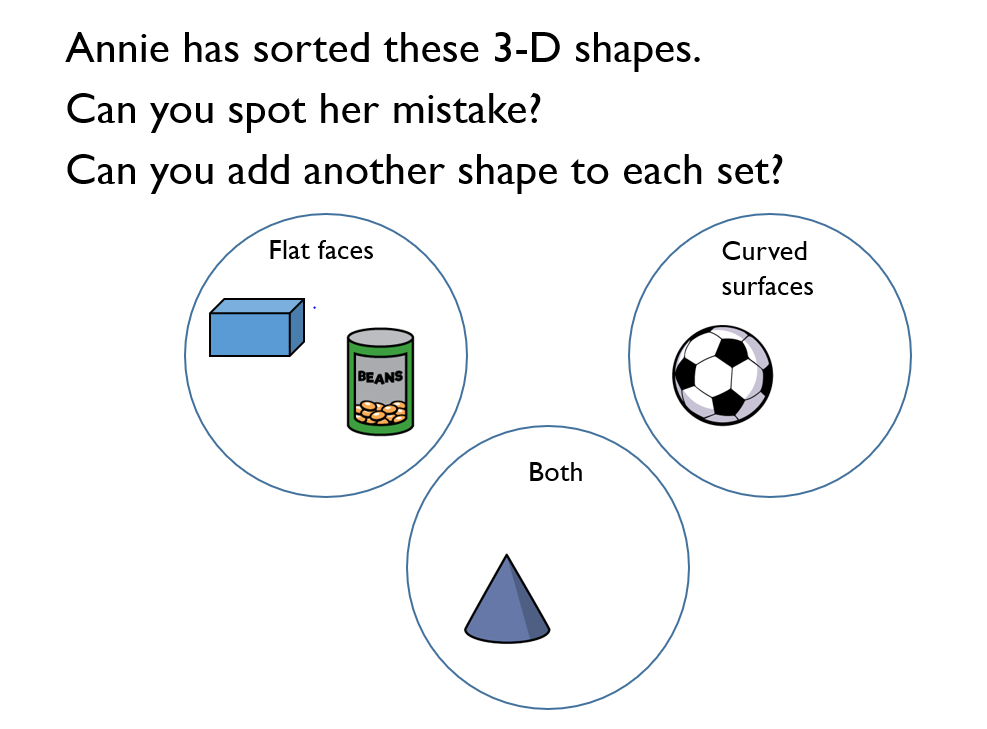 Annie has sorted these 3-D shapes.
Can you spot her mistake?
Can you add another shape to each set?
Flat faces
Curved
surfaces
BEANS
Both